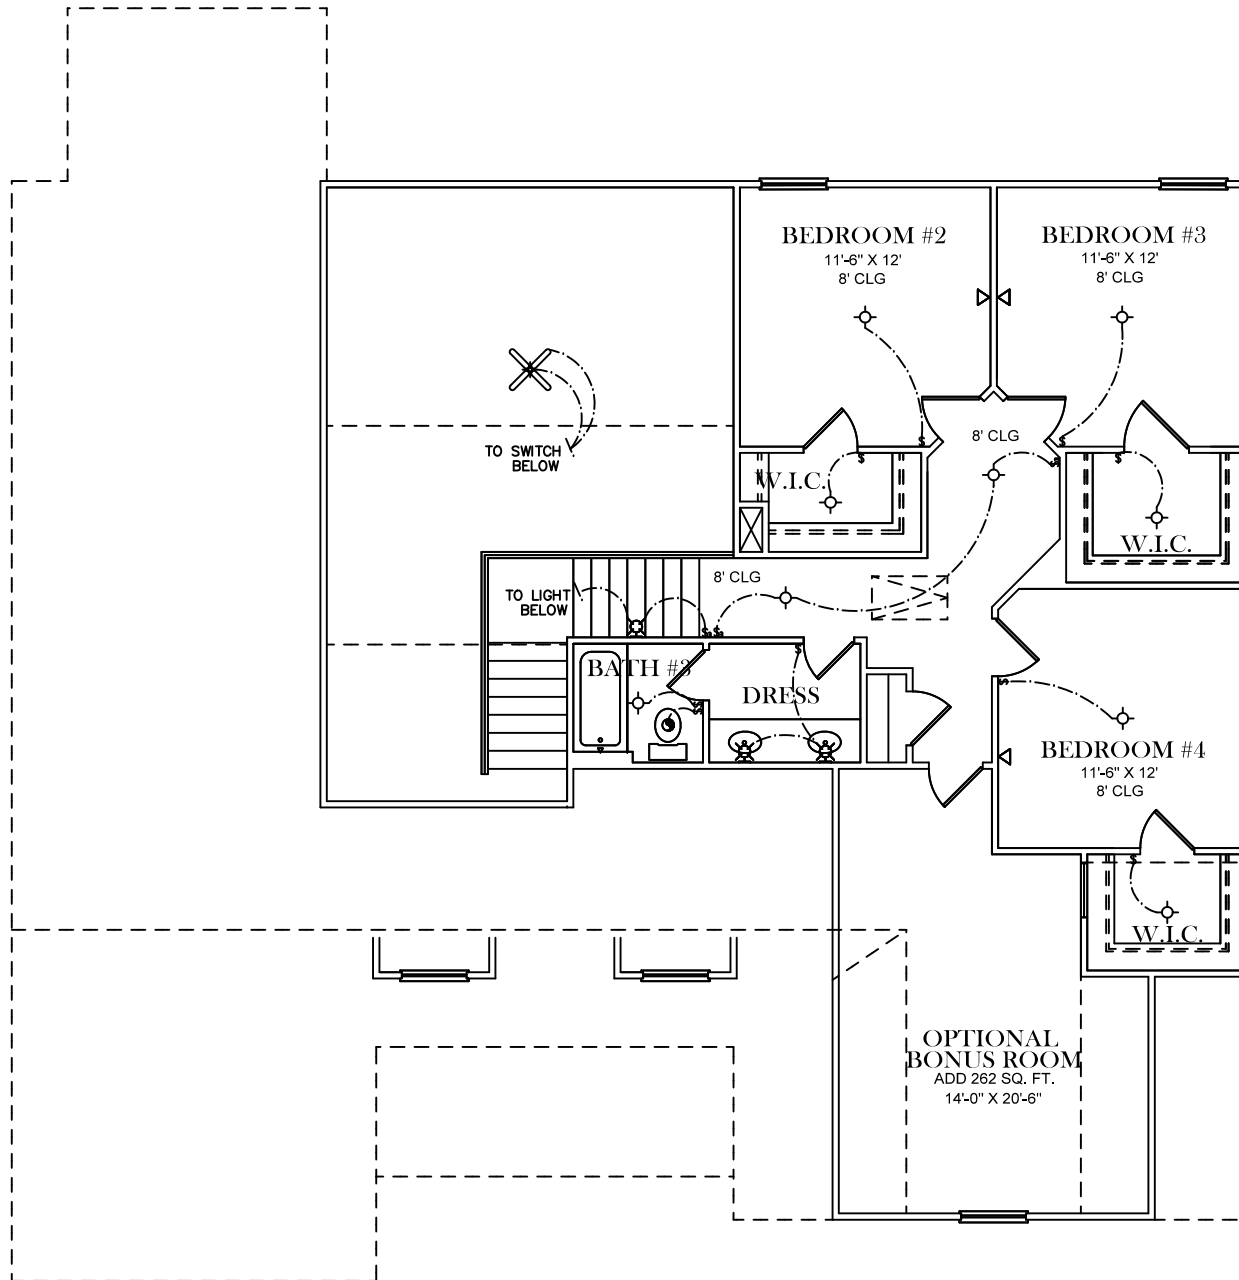 BEDROOM #2
11'-6" X 12'
8' CLG
BEDROOM #3
11'-6" X 12'
8' CLG
TO SWITCH
BELOW
8' CLG
W.I.C.
W.I.C.
8' CLG
TO LIGHT
BELOW
BATH #3
DRESS
BEDROOM #4
11'-6" X 12'
8' CLG
W.I.C.
OPTIONAL
BONUS ROOM
ADD 262 SQ. FT.
14'-0" X 20'-6"